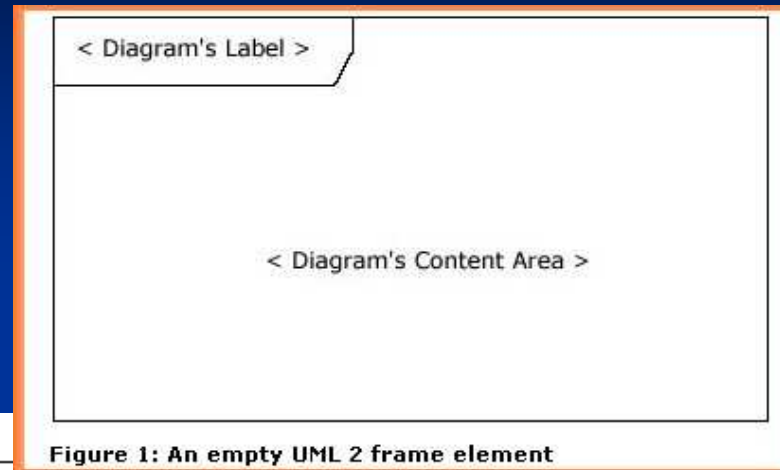 < Diagram's Label >
< Diagram's Content Area >
Figure 1: An empty UML 2 frame element